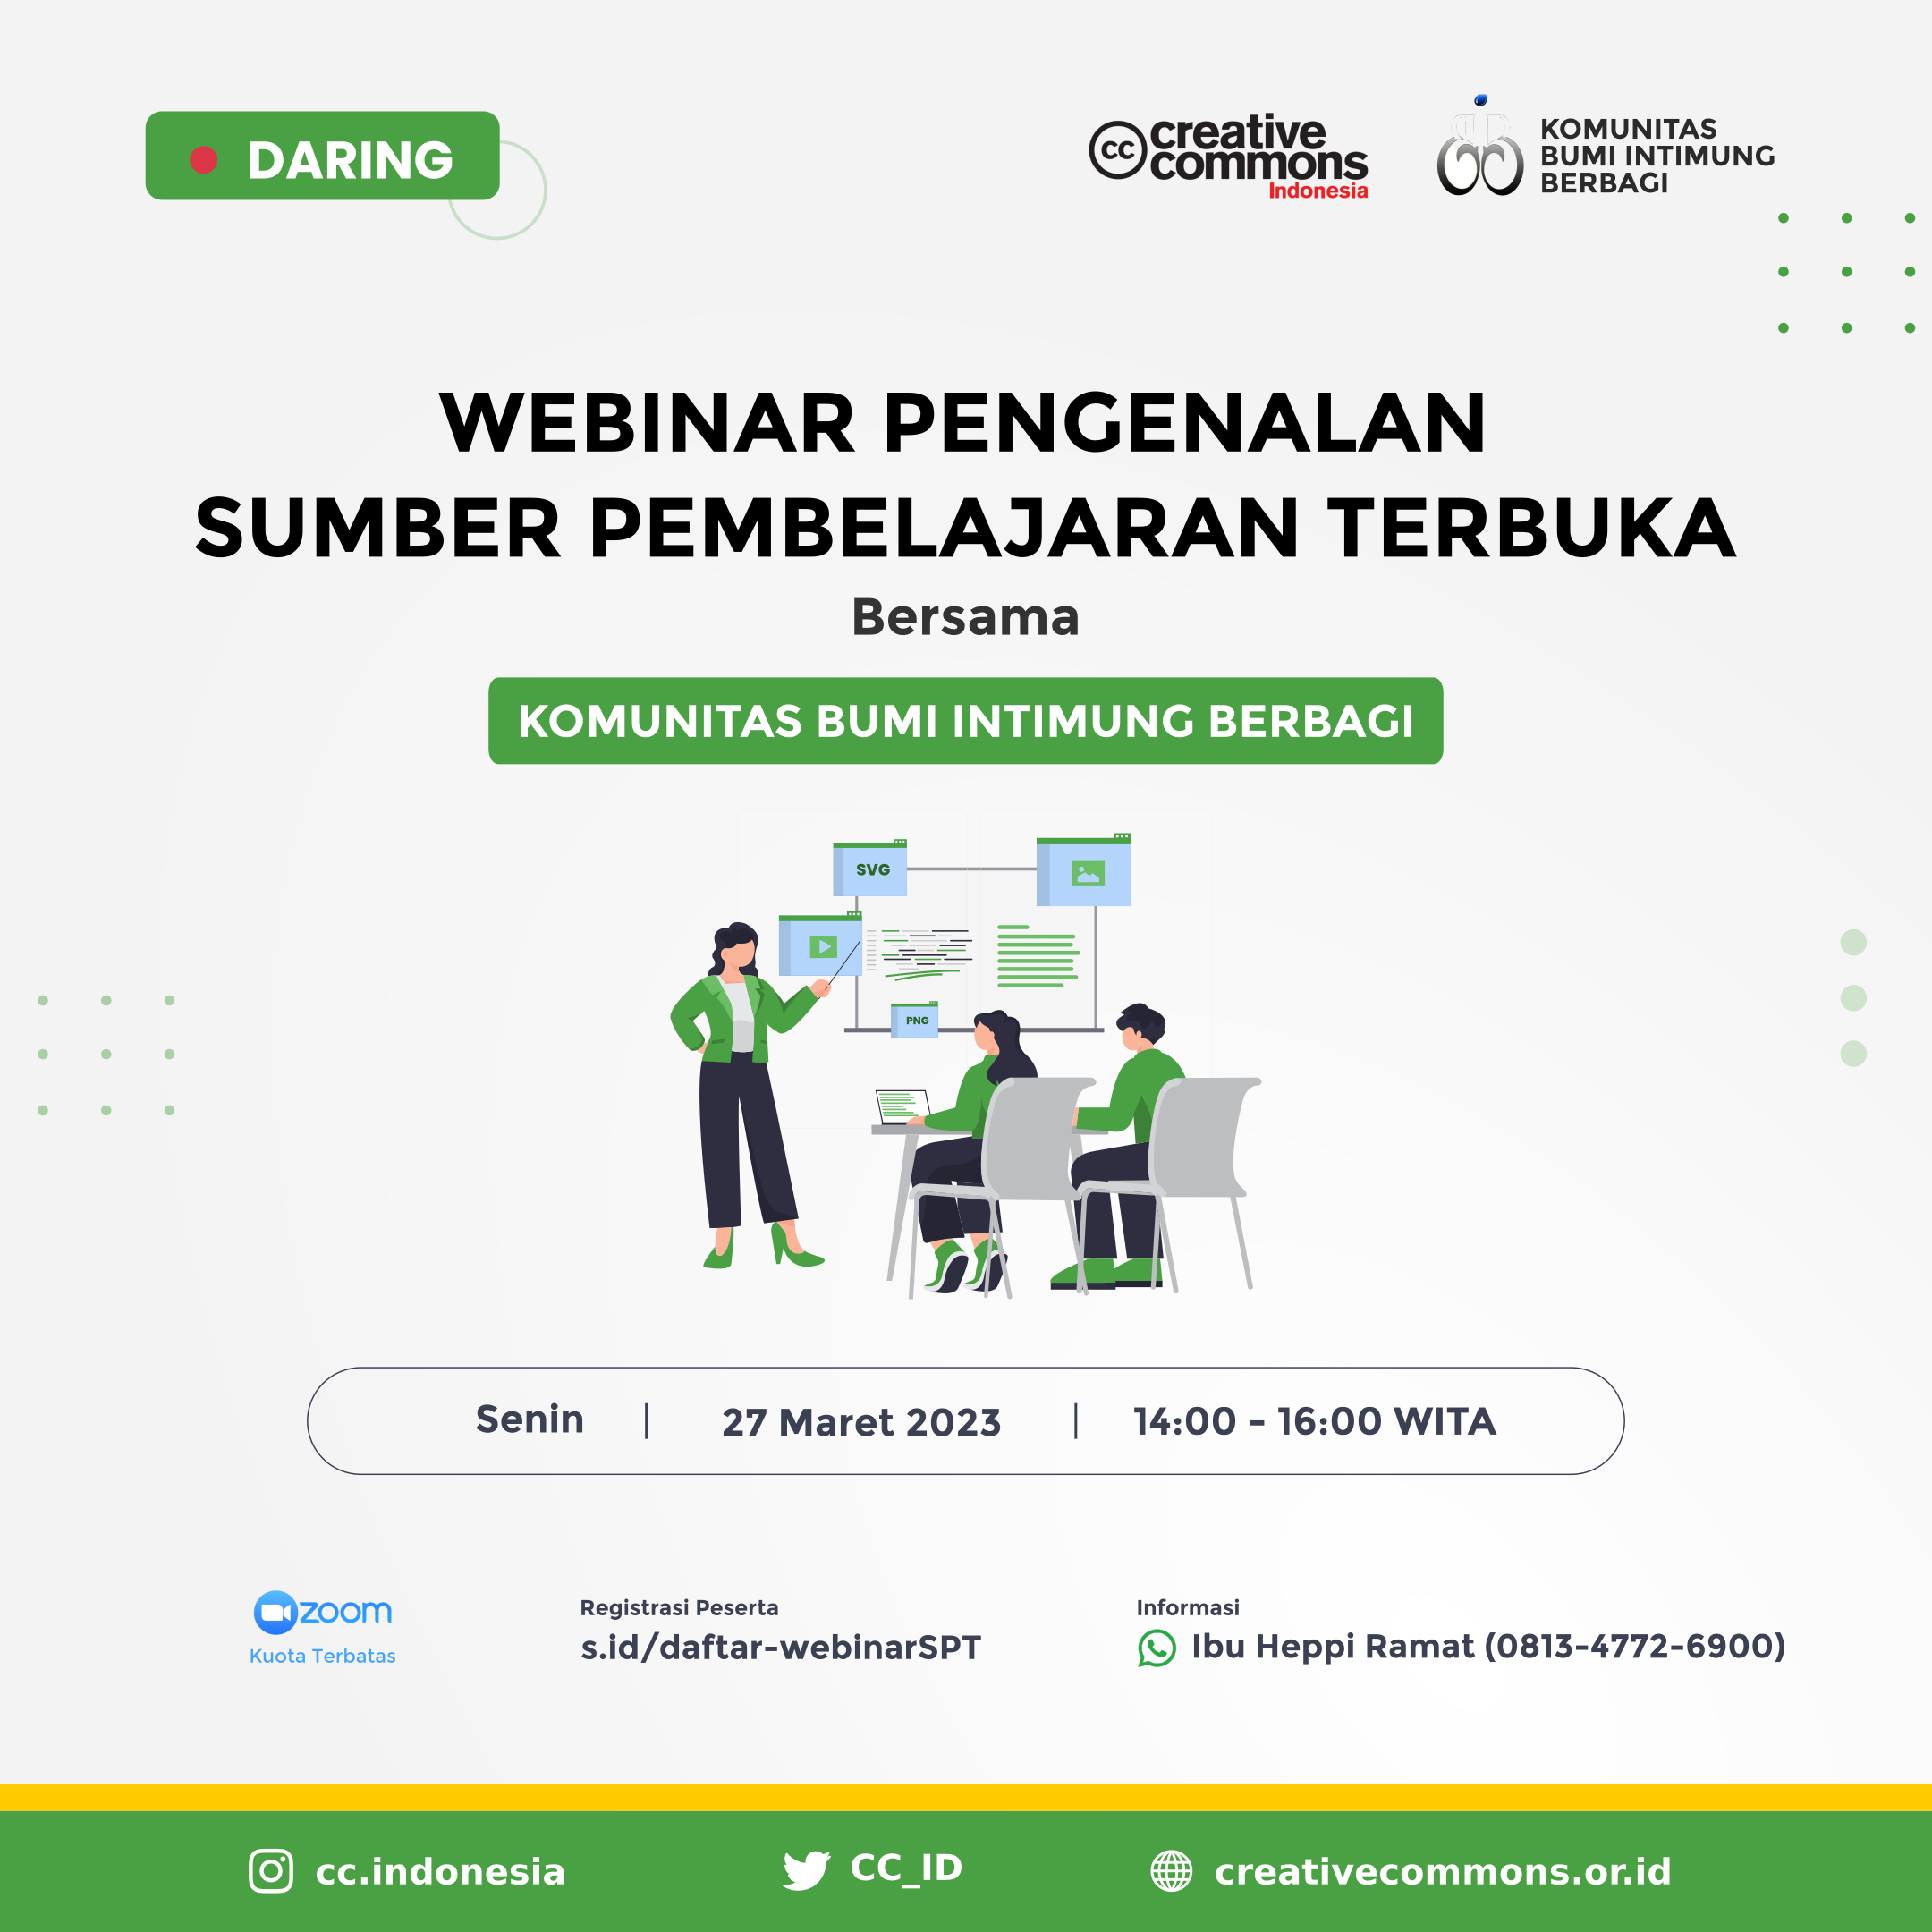 DARING
cc creative
commons
Indonesia
KOMUNITAS
BUMI INTIMUNG
BERBAGI
WEBINAR PENGENALAN
SUMBER PEMBELAJARAN TERBUKA
Bersama
KOMUNITAS BUMI INTIMUNG BERBAGI
SVG
PNG
Senin | 27 Maret 2023 | 14:00 - 16:00 WITA
zoom
Kuota Terbatas
Registrasi Peserta
s.id/daftar-webinarSPT
Informasi
Ibu Heppi Ramat (0813-4772-6900)
cc.indonesia
CC_ID
creativecommons.or.id